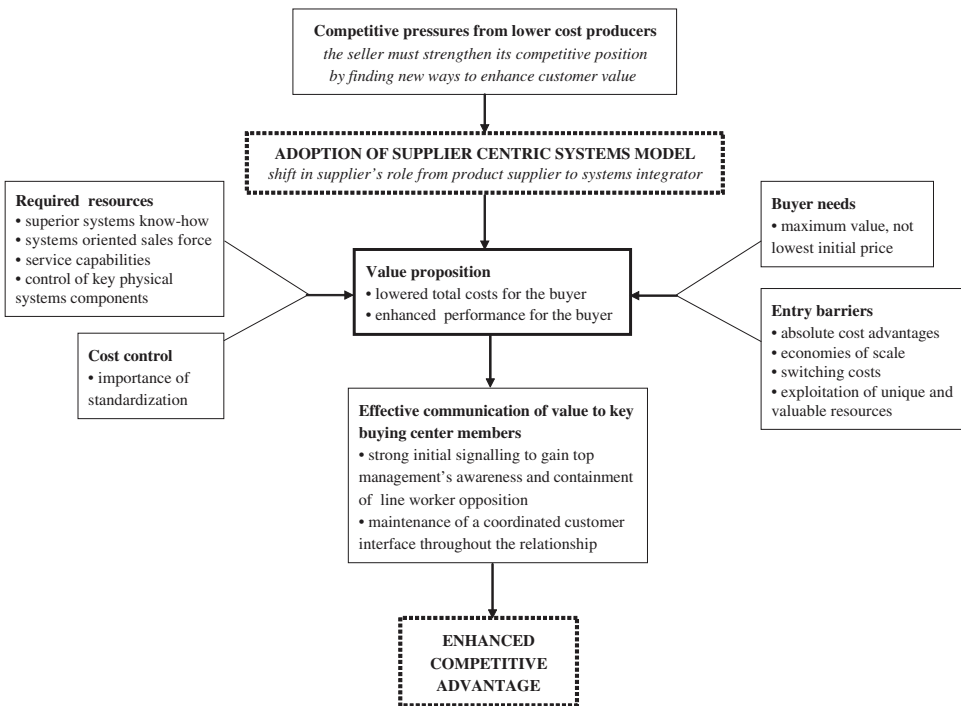 Competitive pressures from lower cost producers
the seller must strengthen its competitive position
by finding new ways to enhance customer value
ADOPTION OF SUPPLIER CENTRIC SYSTEMS MODEL
shift in supplier's role from product supplier to systems integrator
Required resources
• superior systems know-how
• systems oriented sales force
• service capabilities
• control of key physical
systems components
Cost control
• importance of
standardization
Value proposition
• lowered total costs for the buyer
• enhanced performance for the buyer
Buyer needs
• maximum value, not
lowest initial price
Entry barriers
• absolute cost advantages
• economies of scale
• switching costs
• exploitation of unique and
valuable resources
Effective communication of value to key
buying center members
• strong initial signalling to gain top
management's awareness and containment
of line worker opposition
• maintenance of a coordinated customer
interface throughout the relationship
ENHANCED
COMPETITIVE
ADVANTAGE